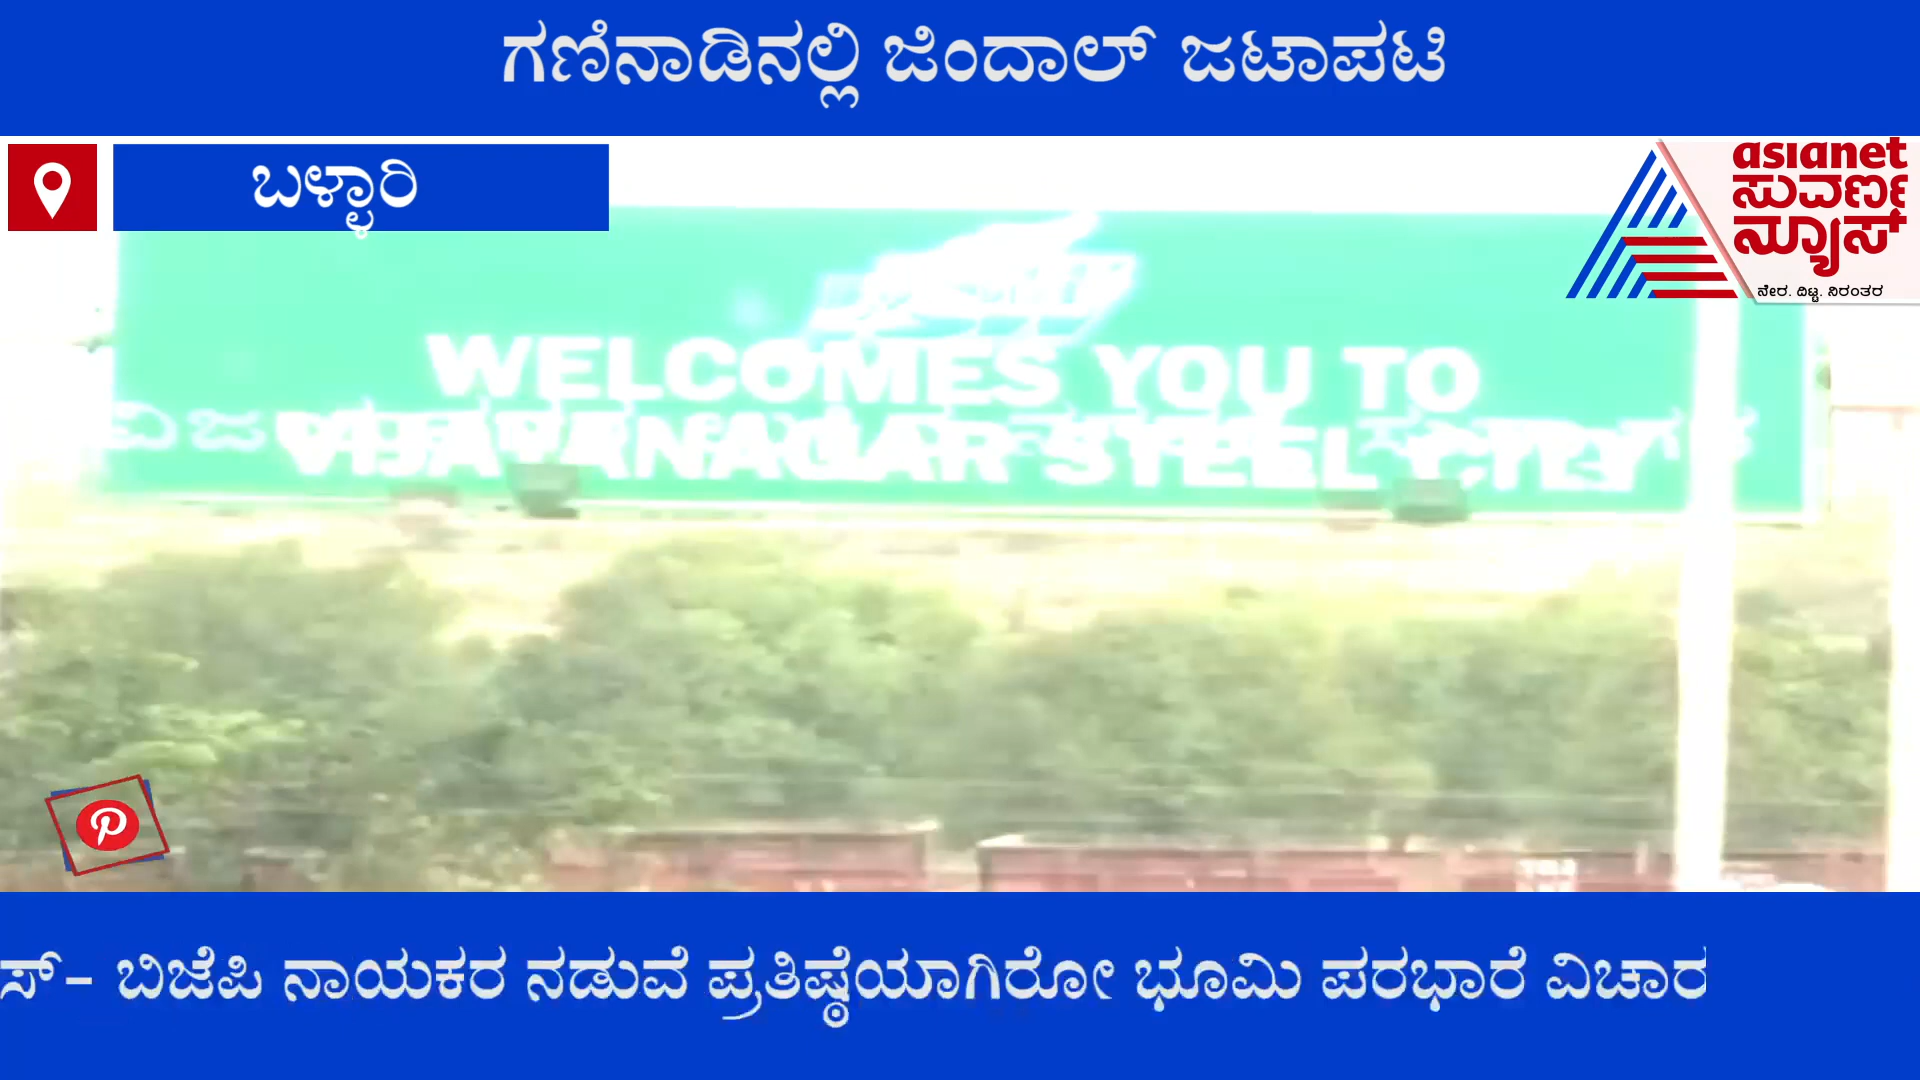 ಗಣಿನಾಡಿನಲ್ಲಿ ಜಿಂದಾಲ್ ಜಟಾಪಟಿ
ಬಳ್ಳಾರಿ
asianet
ಸುವರ್ಣ
ನ್ಯೂಸ್
ನೇರ. ದಿಟ್ಟ. ನಿರಂತರ
WELCOMES YOU TO
VIJAYANAGAR STEEL CITY
ಸ್- ಬಿಜೆಪಿ ನಾಯಕರ ನಡುವೆ ಪ್ರತಿಷ್ಠೆಯಾಗಿರೋ ಭೂಮಿ ಪರಭಾರೆ ವಿಚಾರ